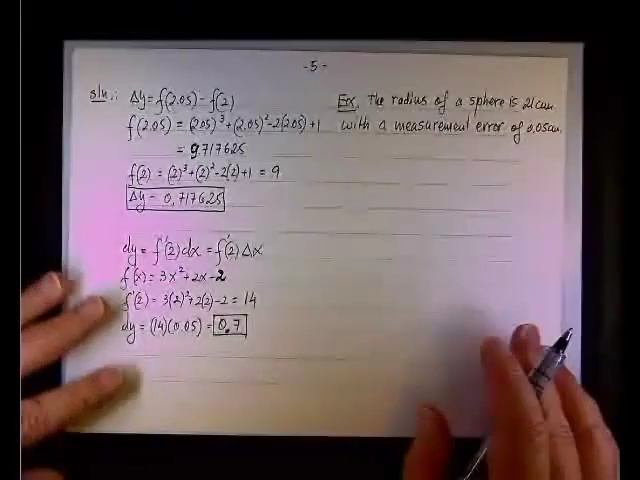 -5-
sln.: Δy=f(2.05)-f(2)
f(2.05) = (2.05)³+(2.05)²-2(2.05)+1
= 9.717625
f(2) = (2)³+(2)²-2(2)+1 = 9
Δy = 0,717625
dy = f'(2)dx = f'(2)Δx
f'(x) = 3x²+2x-2
f'(2) = 3(2)²+2(2)-2 = 14
dy = (14)(0.05) = 0.7
Ex. The radius of a sphere is 21cm
with a measurement error of 0,05cm.